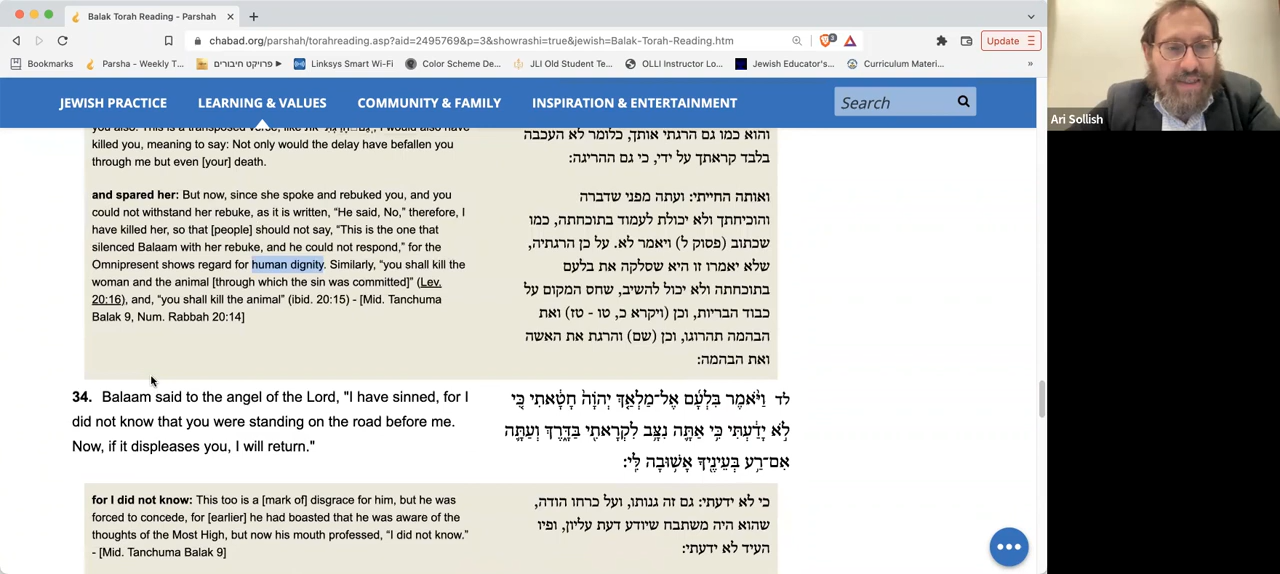 Balak Torah Reading - Parshah
chabad.org/parshah/torahreading.asp?aid=2495769&p=3&showrashi=true&jewish=Balak-Torah-Reading.htm
3
Update
Bookmarks
Parsha - Weekly T...
פרויקט חיבורים
Linksys Smart Wi-Fi
Color Scheme De...
JLI Old Student Te...
OLLI Instructor Lo...
Jewish Educator's...
Curriculum Materi...
»
JEWISH PRACTICE
LEARNING & VALUES
COMMUNITY & FAMILY
INSPIRATION & ENTERTAINMENT
Search
Ari Sollish
killed you, meaning to say: Not only would the delay have befallen you
through me but even [your] death.
והוא כמו גם הרגתי אותך, כלומר לא העכבה
בלבד קראתך על ידי, כי גם ההריגה:
and spared her: But now, since she spoke and rebuked you, and you
could not withstand her rebuke, as it is written, “He said, No,” therefore, I
have killed her, so that [people] should not say, “This is the one that
silenced Balaam with her rebuke, and he could not respond,” for the
Omnipresent shows regard for human dignity. Similarly, “you shall kill the
woman and the animal [through which the sin was committed]” (Lev.
20:16), and, “you shall kill the animal” (ibid. 20:15) - [Mid. Tanchuma
Balak 9, Num. Rabbah 20:14]
ואותה החייתי: ועתה מפני שדברה
והוכיחתך ולא יכולת לעמוד בתוכחתה, כמו
שכתוב (פסוק ל) ויאמר לא. על כן הרגתיה,
שלא יאמרו זו היא שסלקה את בלעם
בתוכחתה ולא יכול להשיב, שחס המקום על
כבוד הבריות, וכן (ויקרא כ, טו - טז) ואת
הבהמה תהרוגו, וכן (שם) והרגת את האשה
ואת הבהמה:
34. Balaam said to the angel of the Lord, "I have sinned, for I
did not know that you were standing on the road before me.
Now, if it displeases you, I will return."
לד וַיֹּ֨אמֶר בִּלְעָ֜ם אֶל־מַלְאַ֤ךְ יְהֹוָה֙ חָטָ֔אתִי כִּ֚י
לֹ֣א יָדַ֔עְתִּי כִּ֥י אַתָּ֛ה נִצָּ֥ב לִקְרָאתִ֖י בַּדָּ֑רֶךְ וְעַתָּ֛ה
אִם־רַ֥ע בְּעֵינֶ֖יךָ אָשׁ֥וּבָה לִּֽי:
for I did not know: This too is a [mark of] disgrace for him, but he was
forced to concede, for [earlier] he had boasted that he was aware of the
thoughts of the Most High, but now his mouth professed, “I did not know.”
- [Mid. Tanchuma Balak 9]
כי לא ידעתי: גם זה גנותו, ועל כרחו הודה,
שהוא היה משתבח שיודע דעת עליון, ופיו
העיד לא ידעתי: